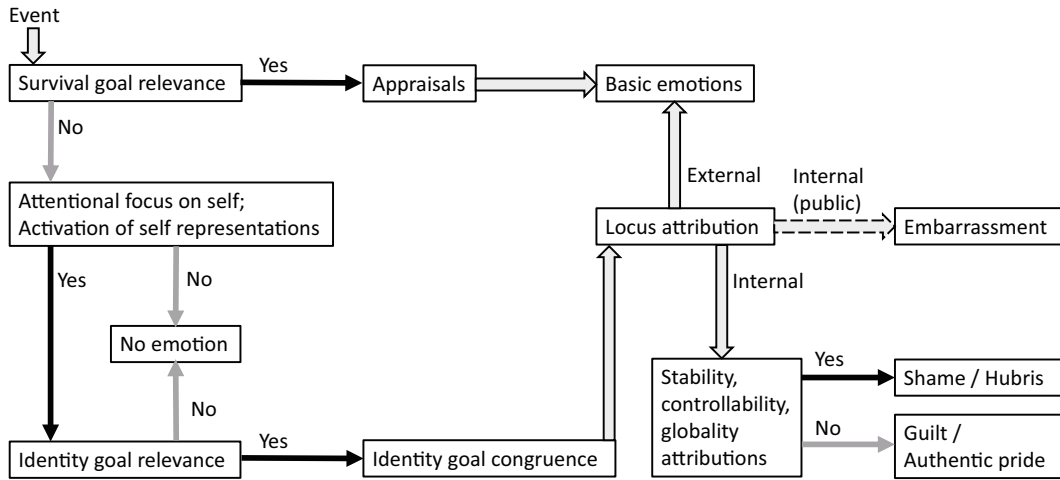 Event
Survival goal relevance
Yes
Appraisals
Basic emotions
No
Attentional focus on self;
Activation of self representations
External
Internal
(public)
Locus attribution
Embarrassment
Yes
No
Internal
No emotion
No
Stability,
controllability,
globality
attributions
Yes
Shame / Hubris
No
Guilt /
Authentic pride
Identity goal relevance
Yes
Identity goal congruence